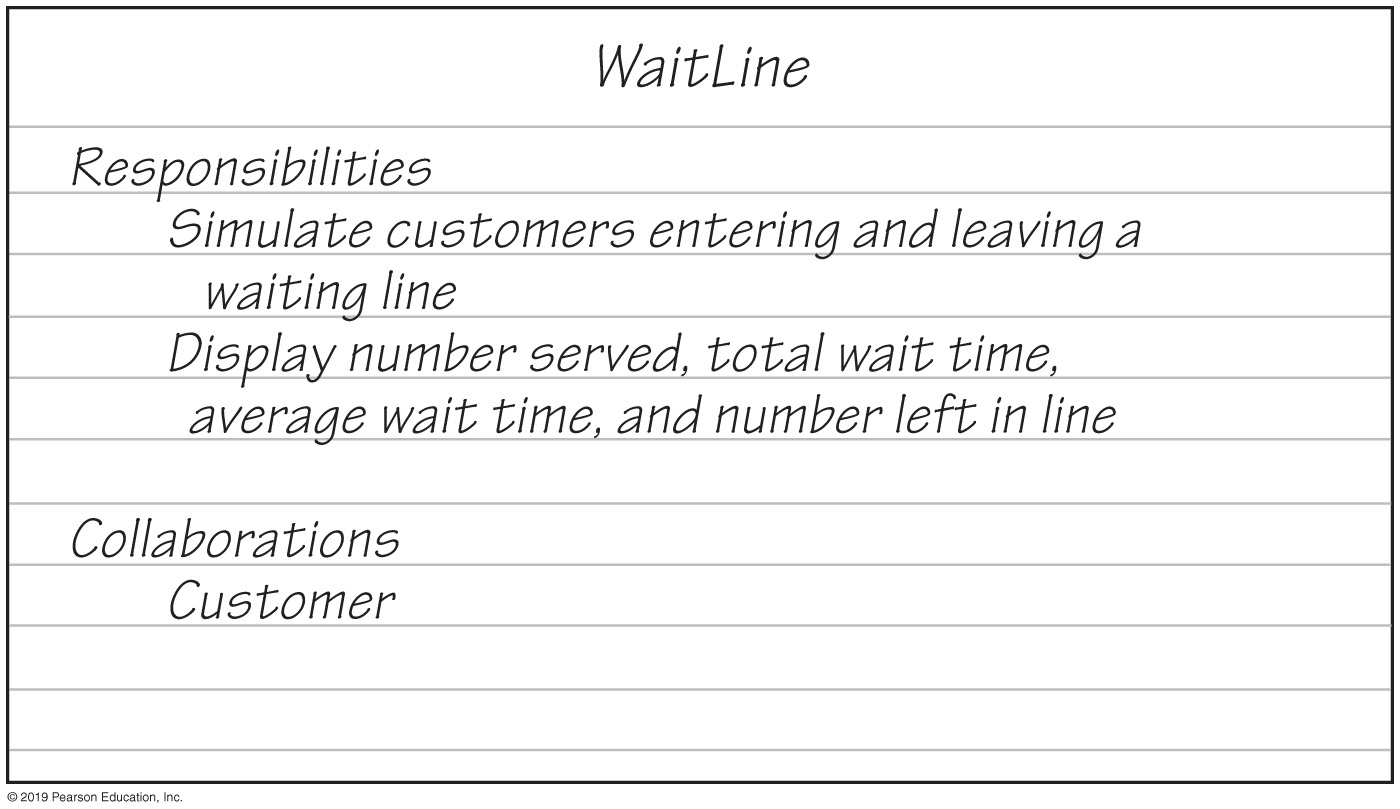 WaitLine
Responsibilities
Simulate customers entering and leaving a
waiting line
Display number served, total wait time,
average wait time, and number left in line
Collaborations
Customer
© 2019 Pearson Education, Inc.